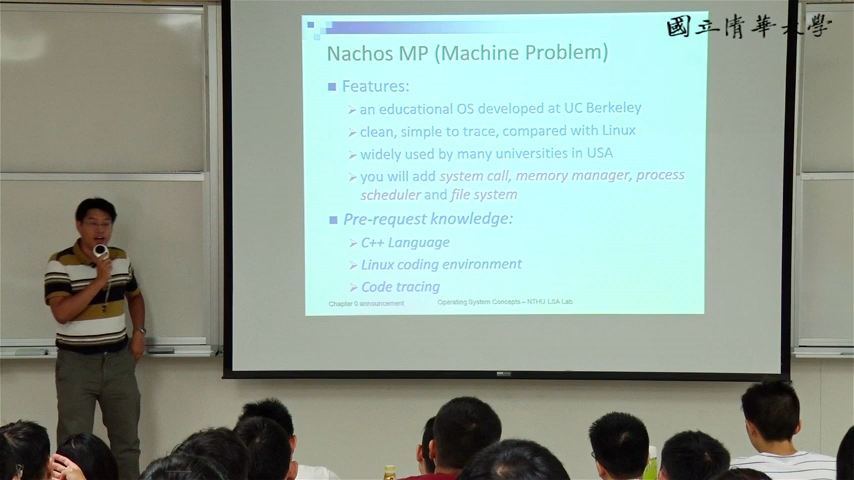 國立清華大學
Nachos MP (Machine Problem)
Features:
an educational OS developed at UC Berkeley
clean, simple to trace, compared with Linux
widely used by many universities in USA
you will add system call, memory manager, process
scheduler and file system
Pre-request knowledge:
C++ Language
Linux coding environment
Code tracing
Chapter 0 announcement
Operating System Concepts – NTHU LSA Lab